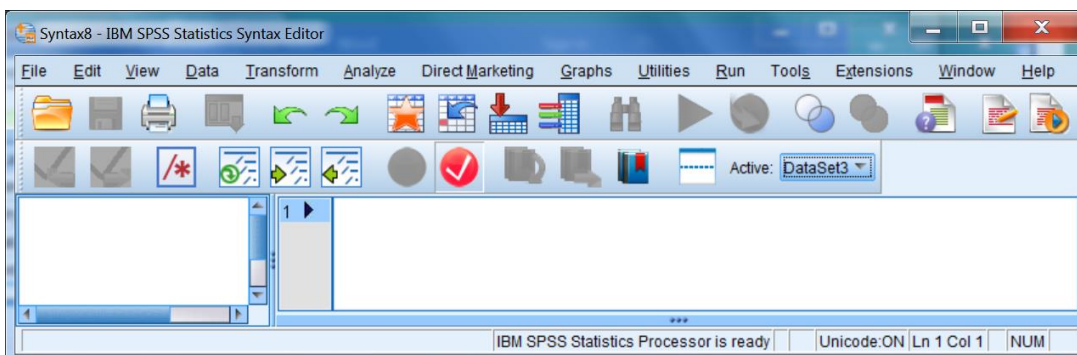 Syntax8 - IBM SPSS Statistics Syntax Editor
File Edit View Data Transform Analyze Direct Marketing Graphs Utilities Run Tools Extensions Window Help
/*
Active: DataSet3
1
IBM SPSS Statistics Processor is ready Unicode:ON Ln 1 Col 1 NUM